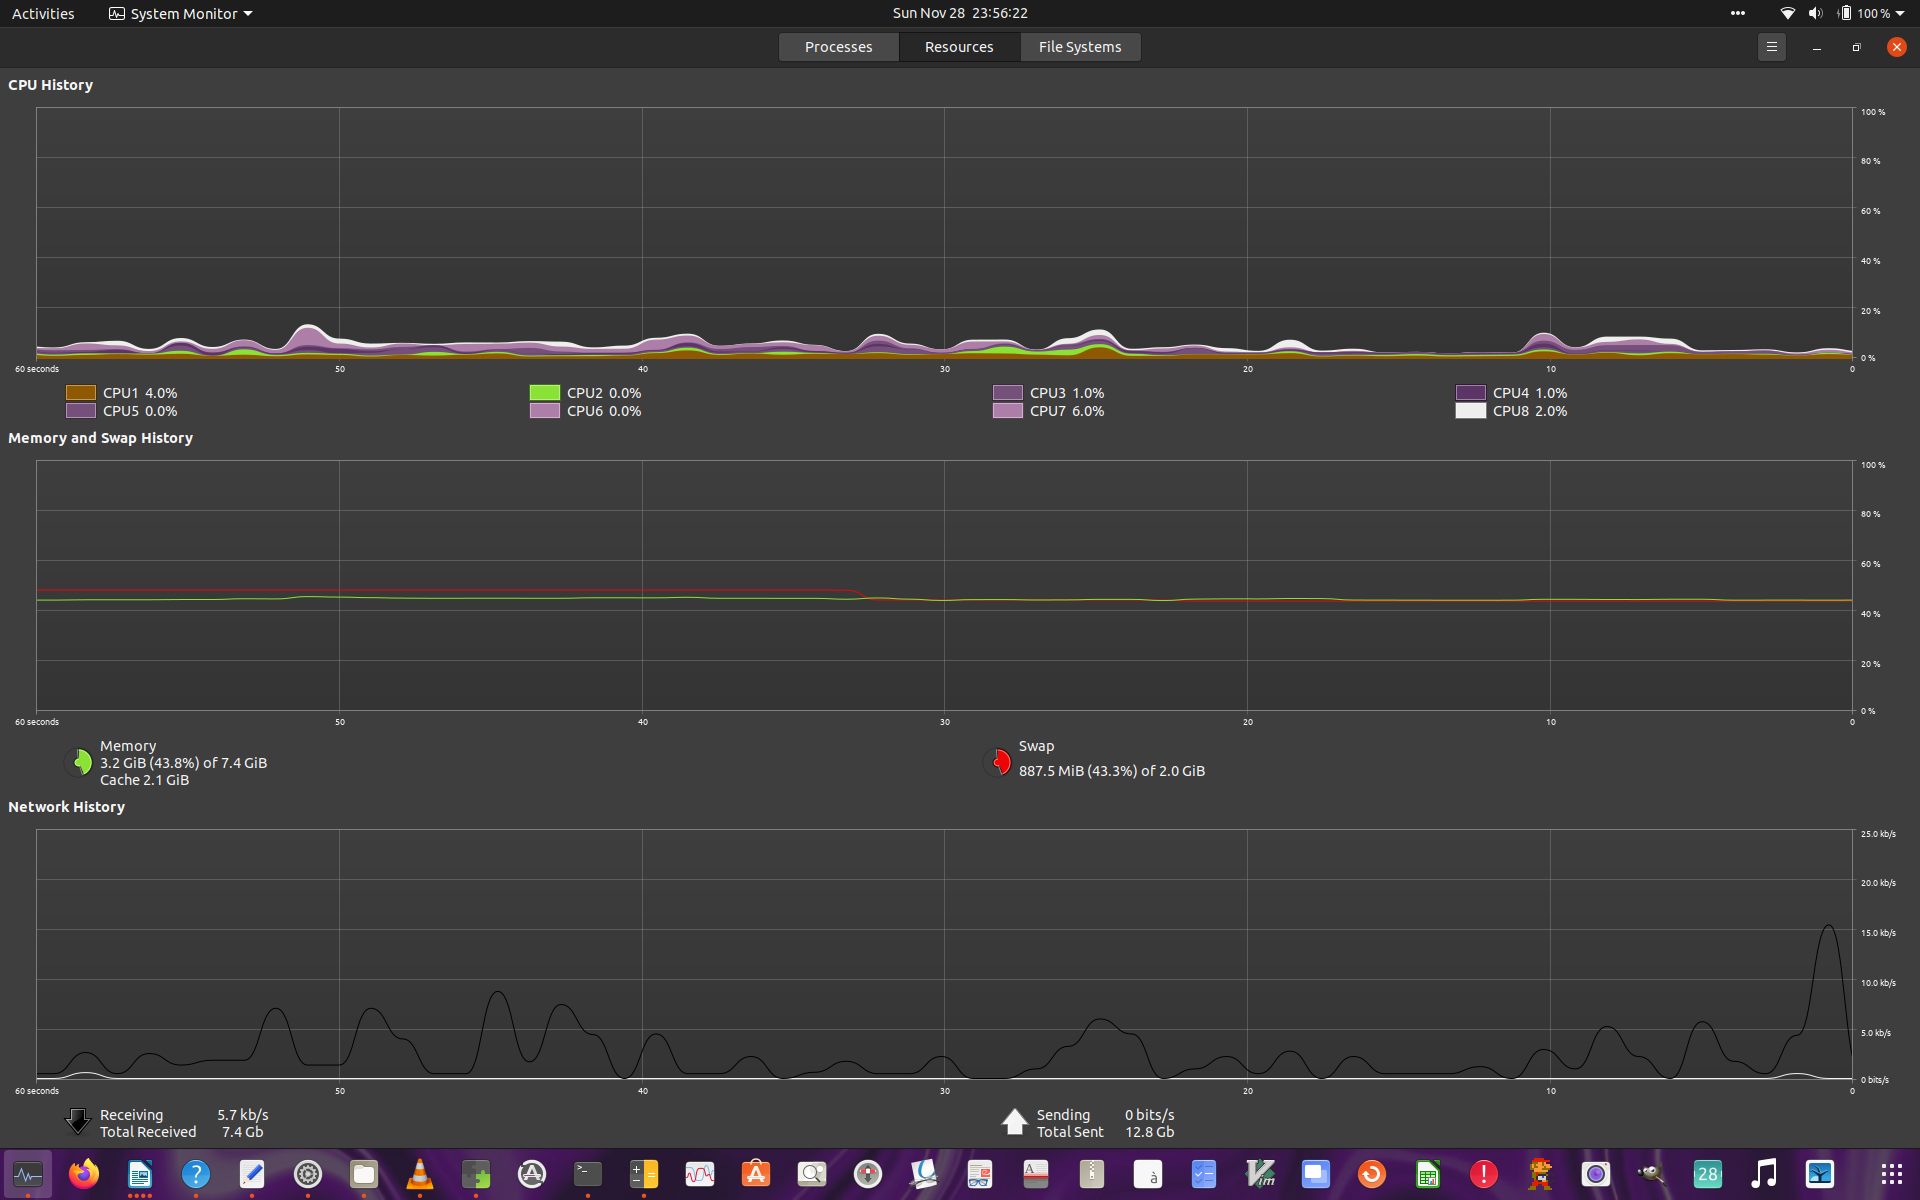 Activities System Monitor Sun Nov 28 23:56:22 100 %
Processes Resources File Systems
CPU History
100 %
80 %
60 %
40 %
20 %
0 %
60 seconds 50 40 30 20 10 0
CPU1 4.0% CPU2 0.0% CPU3 1.0% CPU4 1.0%
CPU5 0.0% CPU6 0.0% CPU7 6.0% CPU8 2.0%
Memory and Swap History
100 %
80 %
60 %
40 %
20 %
0 %
60 seconds 50 40 30 20 10 0
Memory
3.2 GiB (43.8%) of 7.4 GiB
Cache 2.1 GiB
Swap
887.5 MiB (43.3%) of 2.0 GiB
Network History
25.0 kb/s
20.0 kb/s
15.0 kb/s
10.0 kb/s
5.0 kb/s
0 bits/s
60 seconds 50 40 30 20 10 0
Receiving 5.7 kb/s
Total Received 7.4 Gb
Sending 0 bits/s
Total Sent 12.8 Gb
28